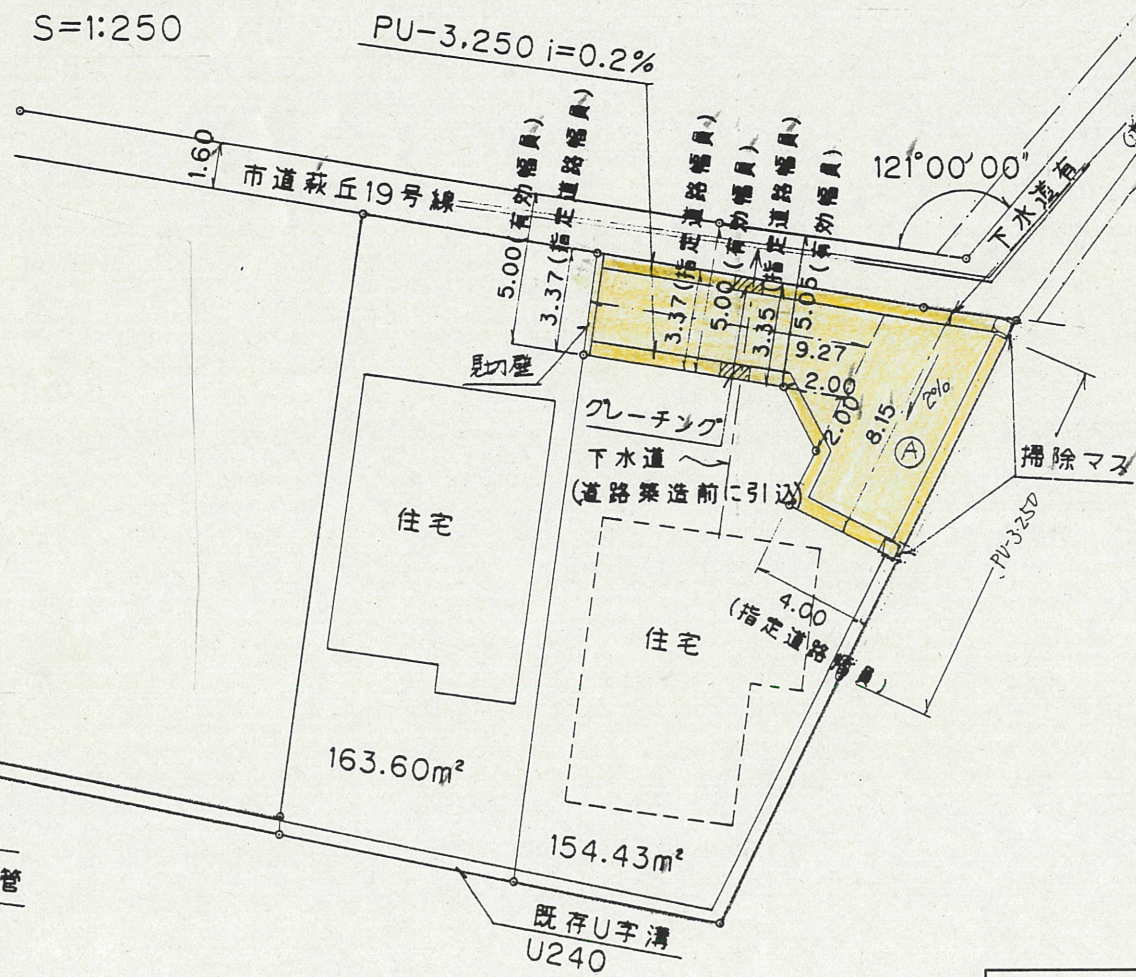 S=1:250
PU-3,250 i=0.2%
1.60
市道萩丘19号線
5.00(有効幅員)
3.37(指定道路幅員)
3.37(指定道路幅員)
5.00(有効幅員)
3.35(指定道路幅員)
5.05(有効幅員)
121°00′00″
下水道有
9.27
2.00
2.00
8.15
2%
A
見切壁
グレーチング
下水道
(道路築造前に引込)
掃除マス
PU-3.250
住宅
住宅
4.00
(指定道路幅員)
163.60m²
154.43m²
管
既存U字溝
U240